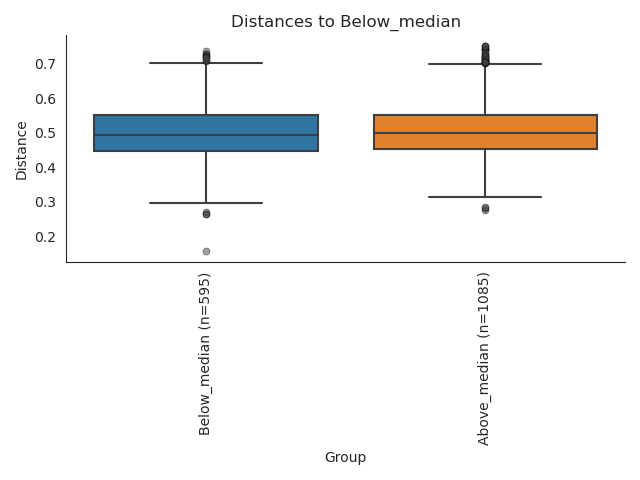 Distances to Below_median
Distance
0.7
0.6
0.5
0.4
0.3
0.2
Below_median (n=595)
Above_median (n=1085)
Group